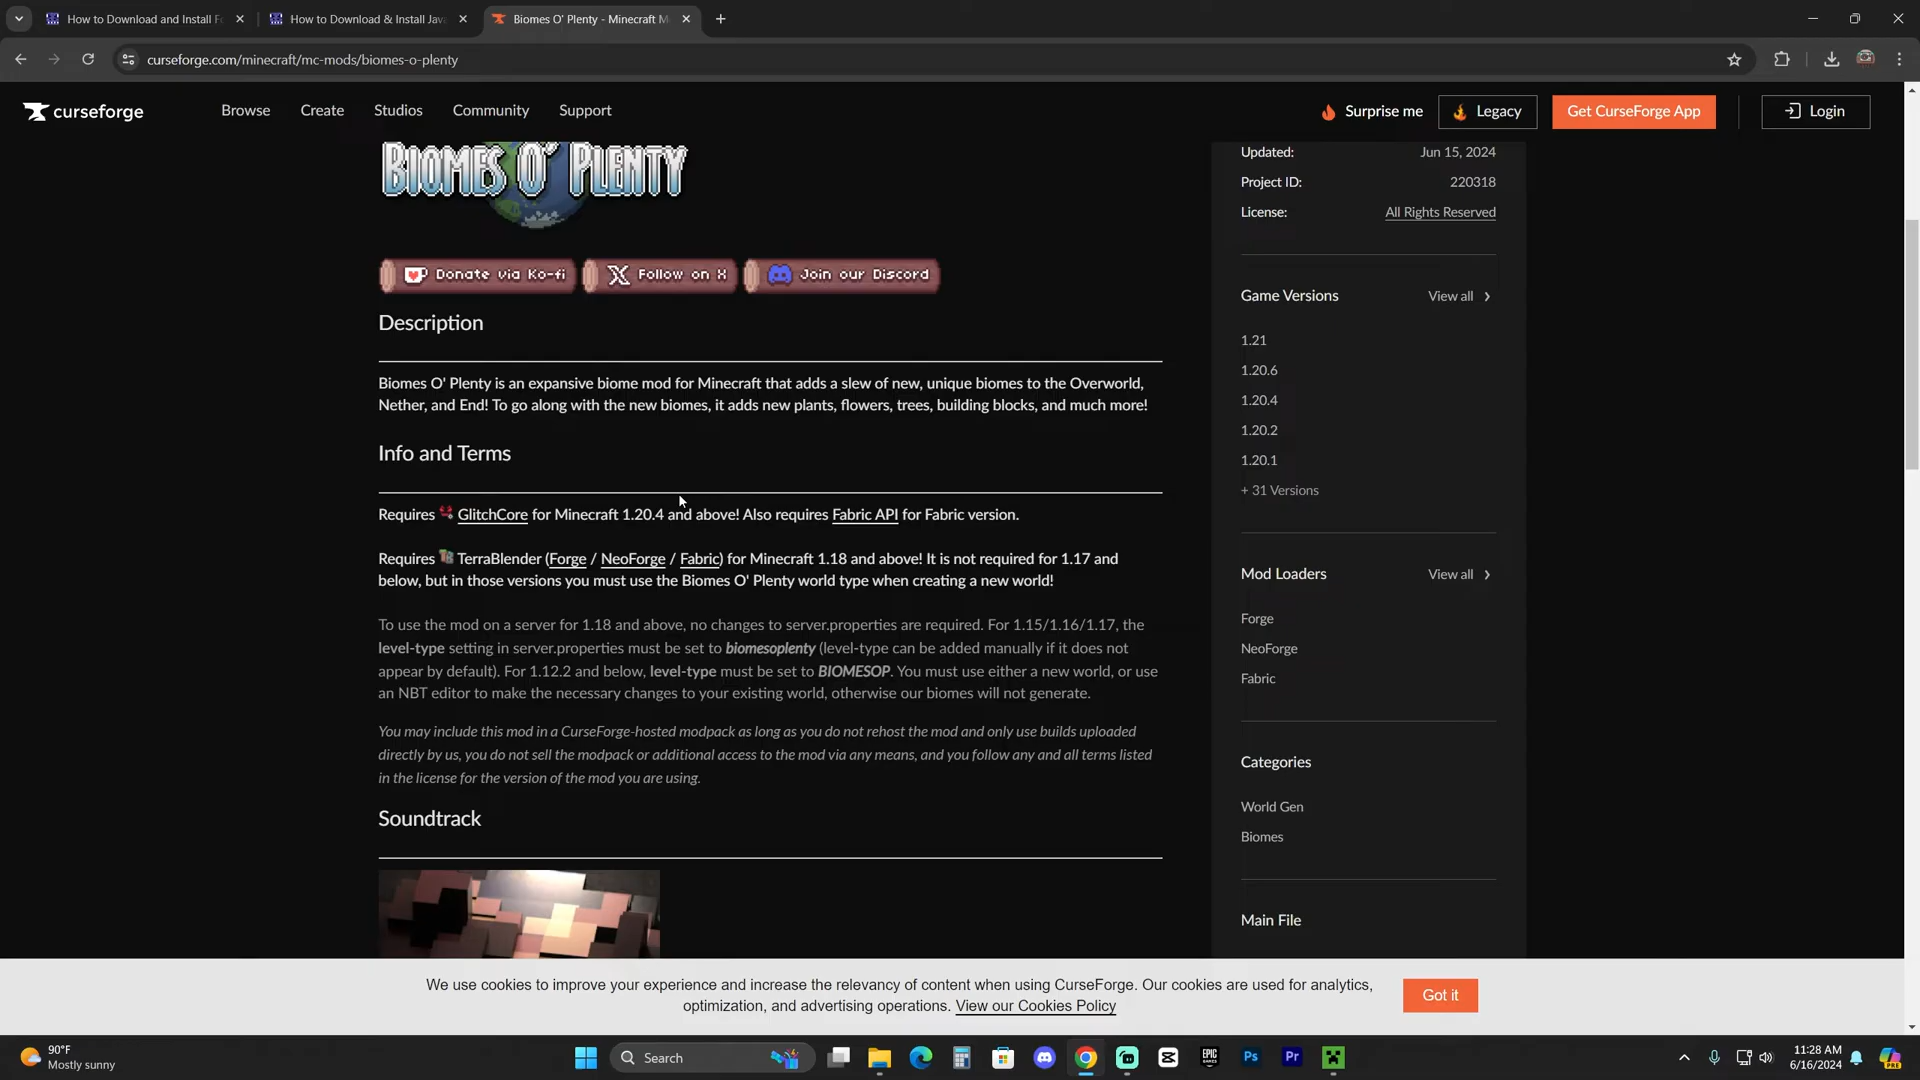 How to Download and Install F
How to Download & Install Jav
Biomes O' Plenty - Minecraft M
curseforge.com/minecraft/mc-mods/biomes-o-plenty
curseforge
Browse
Create
Studios
Community
Support
Surprise me
Legacy
Get CurseForge App
Login
BIOMES O' PLENTY
Donate via Ko-fi
Follow on X
Join our Discord
Description
Biomes O' Plenty is an expansive biome mod for Minecraft that adds a slew of new, unique biomes to the Overworld,
Nether, and End! To go along with the new biomes, it adds new plants, flowers, trees, building blocks, and much more!
Info and Terms
Requires GlitchCore for Minecraft 1.20.4 and above! Also requires Fabric API for Fabric version.
Requires TerraBlender (Forge / NeoForge / Fabric) for Minecraft 1.18 and above! It is not required for 1.17 and
below, but in those versions you must use the Biomes O' Plenty world type when creating a new world!
To use the mod on a server for 1.18 and above, no changes to server.properties are required. For 1.15/1.16/1.17, the
level-type setting in server.properties must be set to biomesoplenty (level-type can be added manually if it does not
appear by default). For 1.12.2 and below, level-type must be set to BIOMESOP. You must use either a new world, or use
an NBT editor to make the necessary changes to your existing world, otherwise our biomes will not generate.
You may include this mod in a CurseForge-hosted modpack as long as you do not rehost the mod and only use builds uploaded
directly by us, you do not sell the modpack or additional access to the mod via any means, and you follow any and all terms listed
in the license for the version of the mod you are using.
Soundtrack
Updated: Jun 15, 2024
Project ID: 220318
License: All Rights Reserved
Game Versions View all
1.21
1.20.6
1.20.4
1.20.2
1.20.1
+ 31 Versions
Mod Loaders View all
Forge
NeoForge
Fabric
Categories
World Gen
Biomes
Main File
We use cookies to improve your experience and increase the relevancy of content when using CurseForge. Our cookies are used for analytics,
optimization, and advertising operations. View our Cookies Policy
Got it
90°F
Mostly sunny
Search
EPIC
GAMES
Ps
Pr
11:28 AM
6/16/2024
PRE